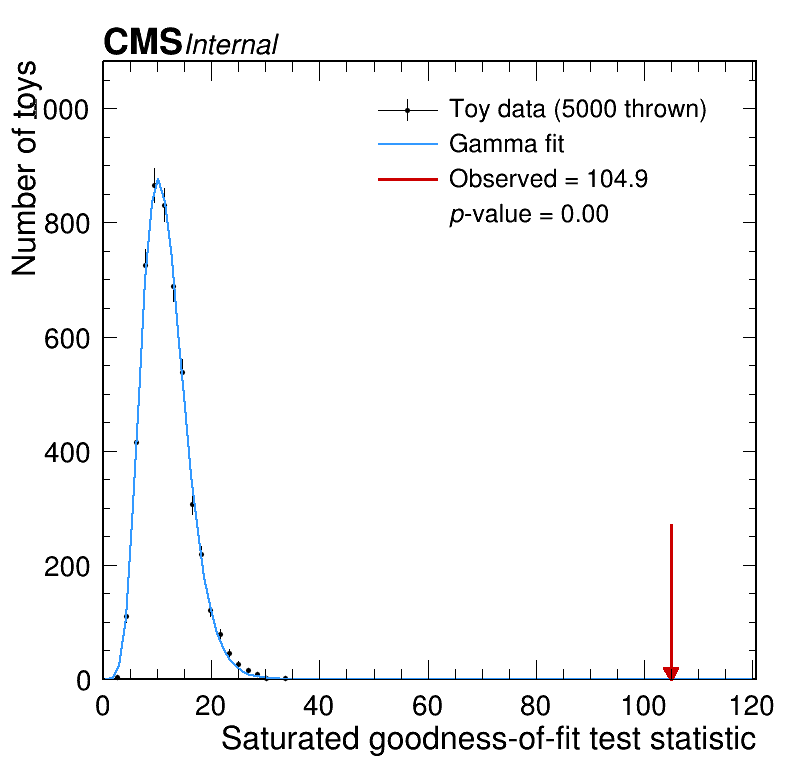 CMS Internal
Number of toys
Toy data (5000 thrown)
Gamma fit
Observed = 104.9
p-value = 0.00
1000
800
600
400
200
0
0 20 40 60 80 100 120
Saturated goodness-of-fit test statistic